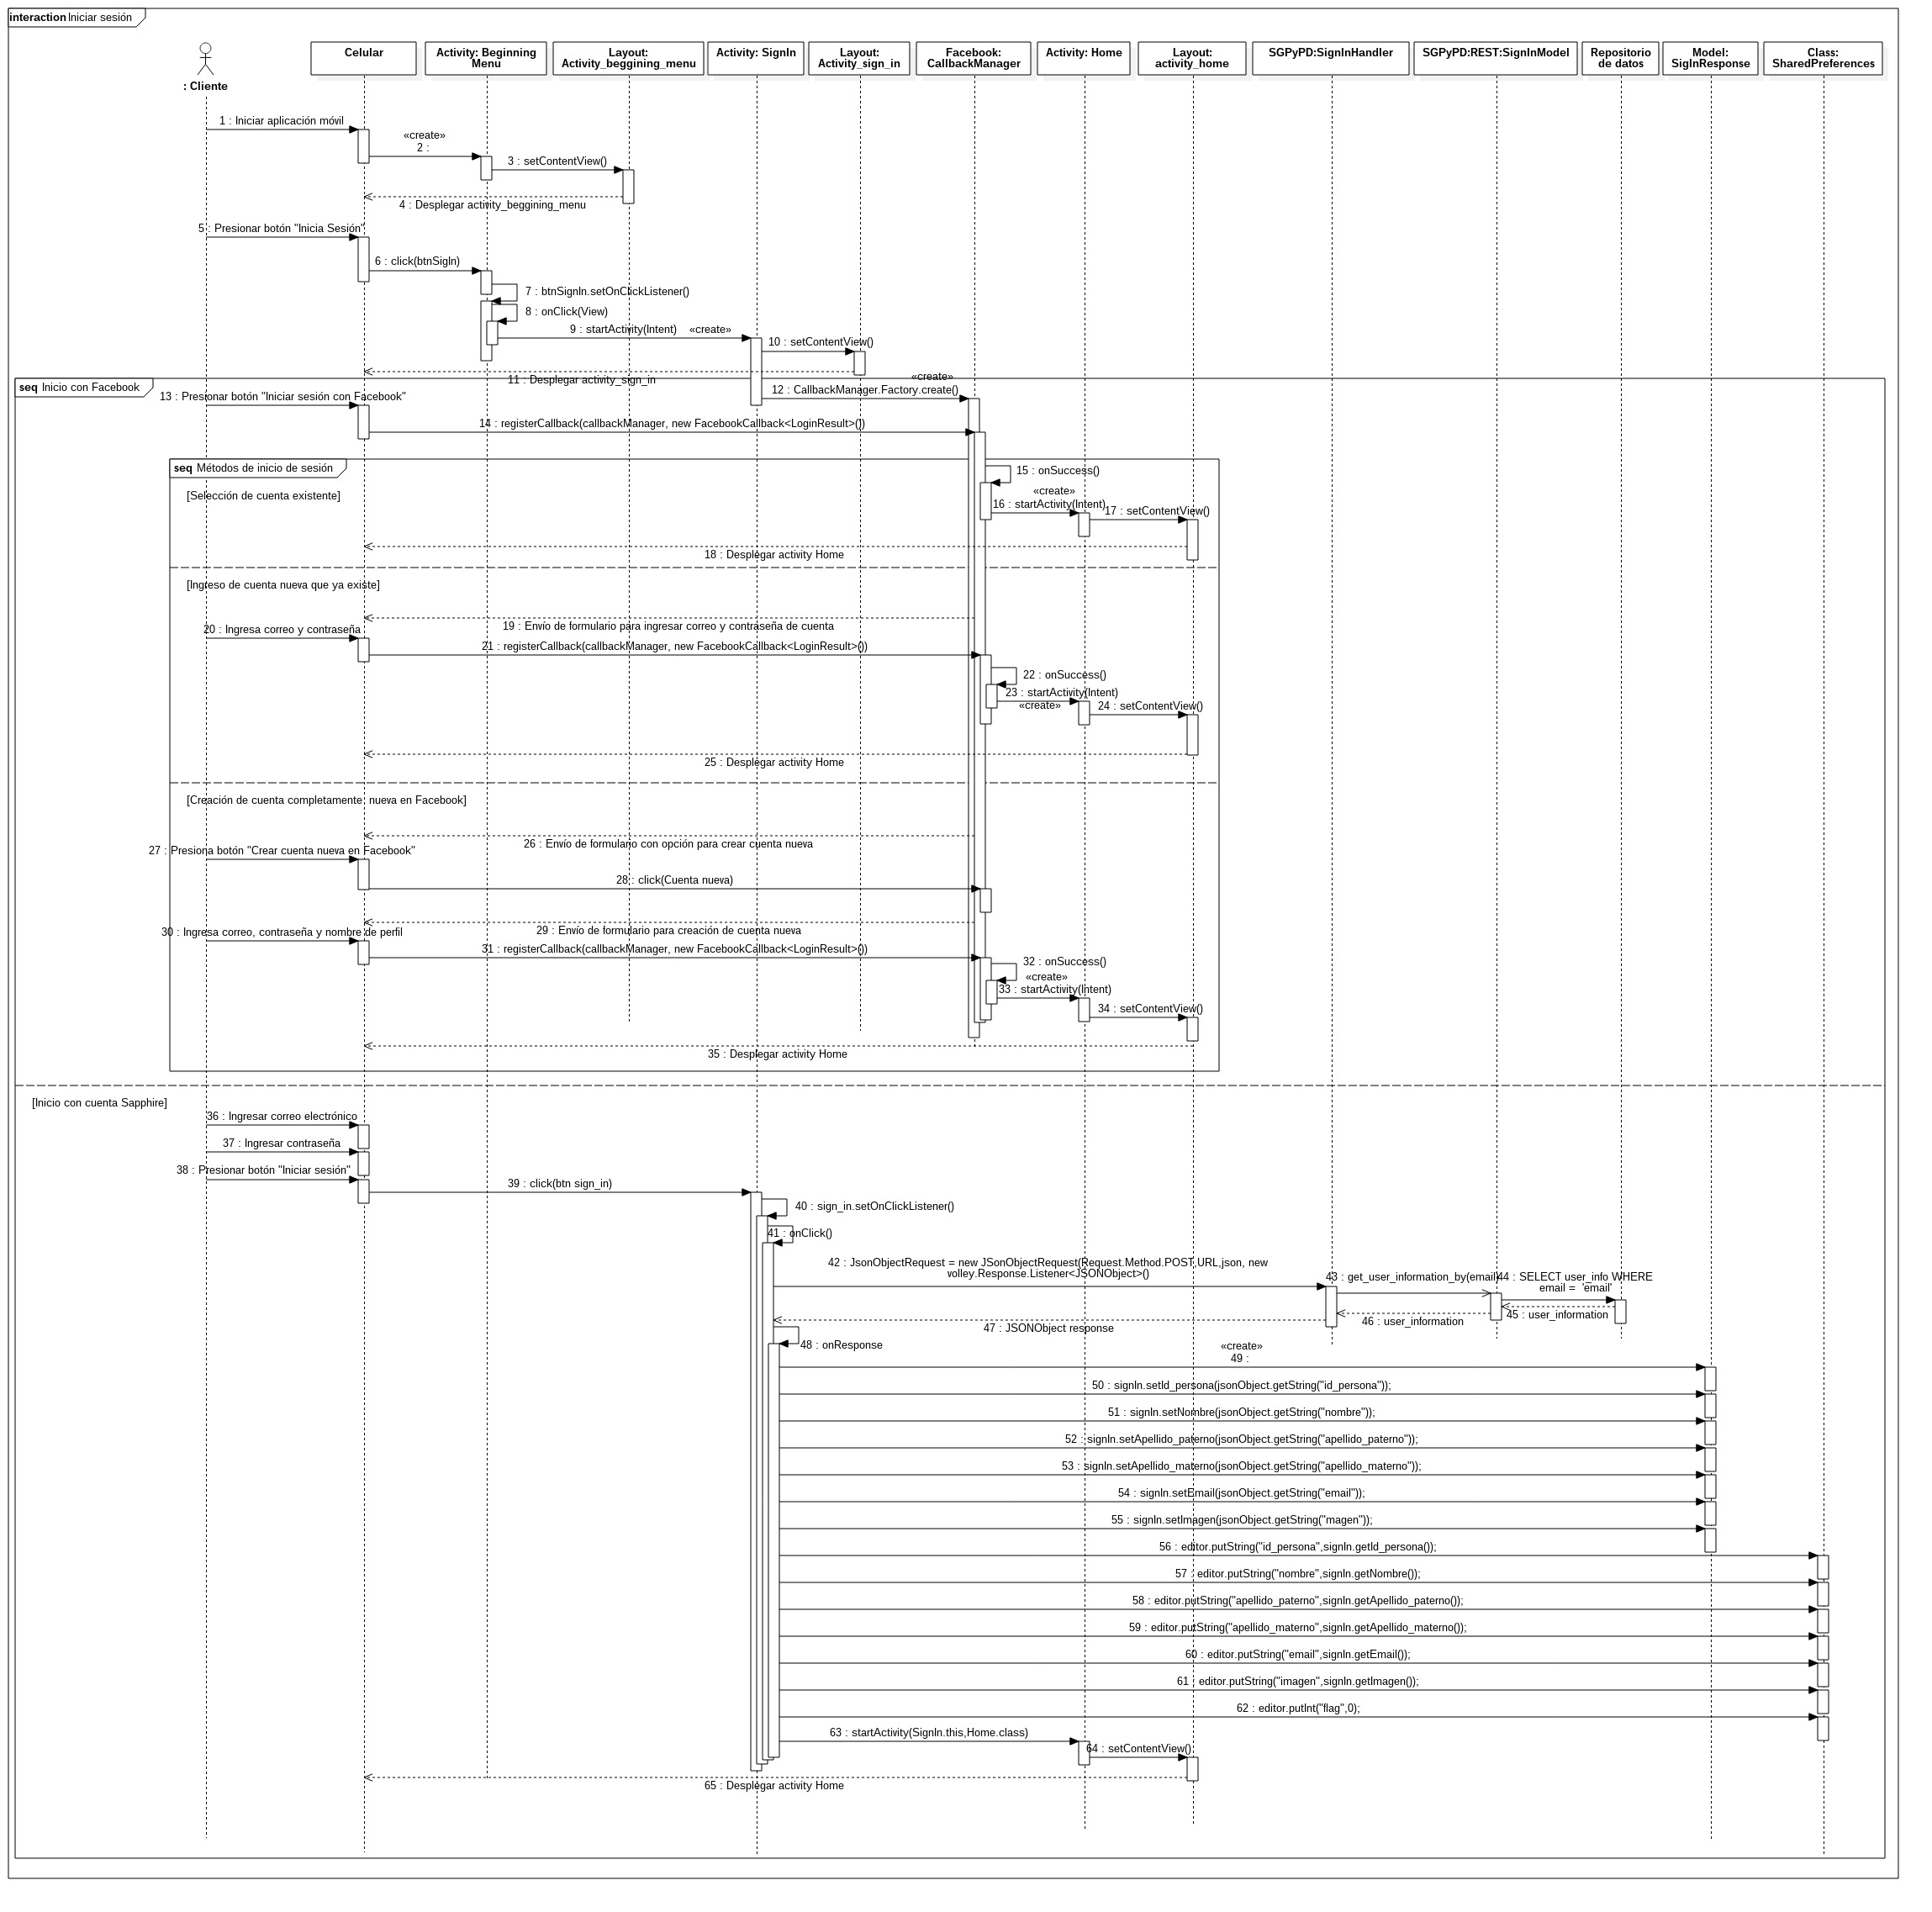 interaction Iniciar sesión
: Cliente
Celular
Activity: Beginning
Menu
Layout:
Activity_beggining_menu
Activity: SignIn
Layout:
Activity_sign_in
Facebook:
CallbackManager
Activity: Home
Layout:
activity_home
SGPyPD:SignInHandler
SGPyPD:REST:SignInModel
Repositorio
de datos
Model:
SigInResponse
Class:
SharedPreferences
1 : Iniciar aplicación móvil
«create»
2 :
3 : setContentView()
4 : Desplegar activity_beggining_menu
5 : Presionar botón "Inicia Sesión"
6 : click(btnSigIn)
7 : btnSignIn.setOnClickListener()
8 : onClick(View)
9 : startActivity(Intent) «create»
10 : setContentView()
11 : Desplegar activity_sign_in
seq Inicio con Facebook
«create»
12 : CallbackManager.Factory.create()
13 : Presionar botón "Iniciar sesión con Facebook"
14 : registerCallback(callbackManager, new FacebookCallback<LoginResult>())
seq Métodos de inicio de sesión
15 : onSuccess()
[Selección de cuenta existente]
«create»
16 : startActivity(Intent)
17 : setContentView()
18 : Desplegar activity Home
[Ingreso de cuenta nueva que ya existe]
19 : Envío de formulario para ingresar correo y contraseña de cuenta
20 : Ingresa correo y contraseña
21 : registerCallback(callbackManager, new FacebookCallback<LoginResult>())
22 : onSuccess()
23 : startActivity(Intent)
«create»
24 : setContentView()
25 : Desplegar activity Home
[Creación de cuenta completamente nueva en Facebook]
26 : Envío de formulario con opción para crear cuenta nueva
27 : Presiona botón "Crear cuenta nueva en Facebook"
28 : click(Cuenta nueva)
29 : Envío de formulario para creación de cuenta nueva
30 : Ingresa correo, contraseña y nombre de perfil
31 : registerCallback(callbackManager, new FacebookCallback<LoginResult>())
32 : onSuccess()
«create»
33 : startActivity(Intent)
34 : setContentView()
35 : Desplegar activity Home
[Inicio con cuenta Sapphire]
36 : Ingresar correo electrónico
37 : Ingresar contraseña
38 : Presionar botón "Iniciar sesión"
39 : click(btn sign_in)
40 : sign_in.setOnClickListener()
41 : onClick()
42 : JsonObjectRequest = new JSonObjectRequest(Request.Method.POST,URL,json, new
volley.Response.Listener<JSONObject>()
43 : get_user_information_by(email)
44 : SELECT user_info WHERE
email = 'email'
45 : user_information
46 : user_information
47 : JSONObject response
48 : onResponse
«create»
49 :
50 : signIn.setId_persona(jsonObject.getString("id_persona"));
51 : signIn.setNombre(jsonObject.getString("nombre"));
52 : signIn.setApellido_paterno(jsonObject.getString("apellido_paterno"));
53 : signIn.setApellido_materno(jsonObject.getString("apellido_materno"));
54 : signIn.setEmail(jsonObject.getString("email"));
55 : signIn.setImagen(jsonObject.getString("magen"));
56 : editor.putString("id_persona",signIn.getId_persona());
57 : editor.putString("nombre",signIn.getNombre());
58 : editor.putString("apellido_paterno",signIn.getApellido_paterno());
59 : editor.putString("apellido_materno",signIn.getApellido_materno());
60 : editor.putString("email",signIn.getEmail());
61 : editor.putString("imagen",signIn.getImagen());
62 : editor.putInt("flag",0);
63 : startActivity(SignIn.this,Home.class)
64 : setContentView()
65 : Desplegar activity Home